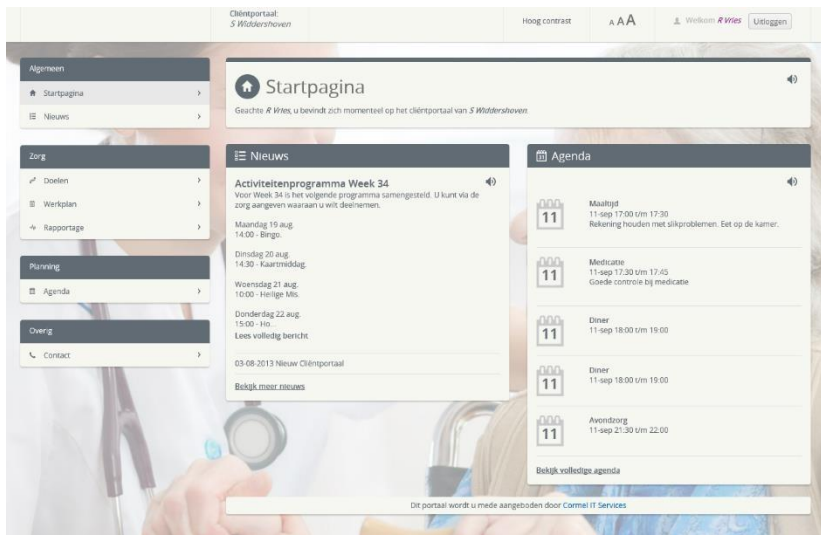 Cliëntportaal:
S Widdershoven
Hoog contrast
A A A
Welkom R Vries
Uitloggen
Algemeen
Startpagina
Nieuws
Zorg
Doelen
Werkplan
Rapportage
Planning
Agenda
Overig
Contact
Startpagina
Geachte R Vries, u bevindt zich momenteel op het cliëntportaal van S Widdershoven
Nieuws
Activiteitenprogramma Week 34
Voor Week 34 is het volgende programma samengesteld. U kunt via de
zorg aangeven waaraan u wilt deelnemen.
Maandag 19 aug.
14:00 - Bingo.
Dinsdag 20 aug.
14:30 - Kaartmiddag.
Woensdag 21 aug.
10:00 - Heilige Mis.
Donderdag 22 aug.
15:00 - Ho...
Lees volledig bericht
03-08-2013 Nieuw Cliëntportaal
Bekijk meer nieuws
Agenda
11
Maaltijd
11-sep 17:00 t/m 17:30
Rekening houden met slikproblemen. Eet op de kamer.
11
Medicatie
11-sep 17:30 t/m 17:45
Goede controle bij medicatie
11
Diner
11-sep 18:00 t/m 19:00
11
Diner
11-sep 18:00 t/m 19:00
11
Avondzorg
11-sep 21:30 t/m 22:00
Bekijk volledige agenda
Dit portaal wordt u mede aangeboden door Cormel IT Services